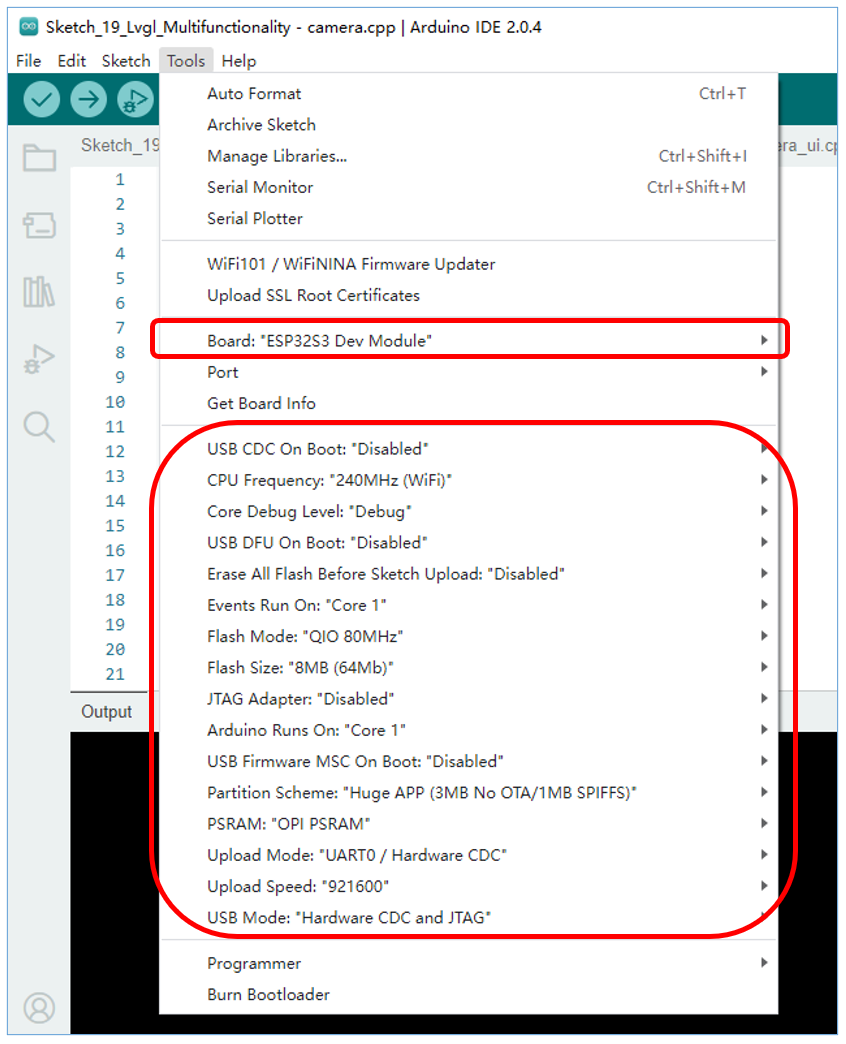 Sketch_19_Lvgl_Multifunctionality - camera.cpp | Arduino IDE 2.0.4
File Edit Sketch Tools Help
Auto Format Ctrl+T
Archive Sketch
Sketch_19
era_ui.cp
Manage Libraries... Ctrl+Shift+I
Serial Monitor Ctrl+Shift+M
Serial Plotter
WiFi101 / WiFiNINA Firmware Updater
Upload SSL Root Certificates
Board: "ESP32S3 Dev Module"
Port
Get Board Info
USB CDC On Boot: "Disabled"
CPU Frequency: "240MHz (WiFi)"
Core Debug Level: "Debug"
USB DFU On Boot: "Disabled"
Erase All Flash Before Sketch Upload: "Disabled"
Events Run On: "Core 1"
Flash Mode: "QIO 80MHz"
Flash Size: "8MB (64Mb)"
JTAG Adapter: "Disabled"
Arduino Runs On: "Core 1"
USB Firmware MSC On Boot: "Disabled"
Partition Scheme: "Huge APP (3MB No OTA/1MB SPIFFS)"
PSRAM: "OPI PSRAM"
Upload Mode: "UART0 / Hardware CDC"
Upload Speed: "921600"
USB Mode: "Hardware CDC and JTAG"
Programmer
Burn Bootloader
1
2
3
4
5
6
7
8
9
10
11
12
13
14
15
16
17
18
19
20
21
Output